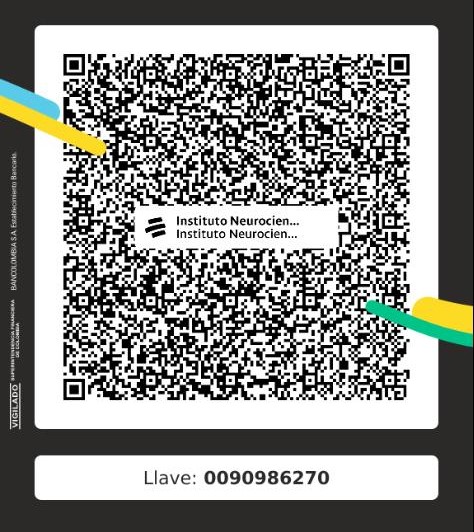 Instituto Neurocien...
Instituto Neurocien...
BANCOLOMBIA S.A. Establecimiento Bancario.
VIGILADO SUPERINTENDENCIA FINANCIERA
DE COLOMBIA
Llave: 0090986270